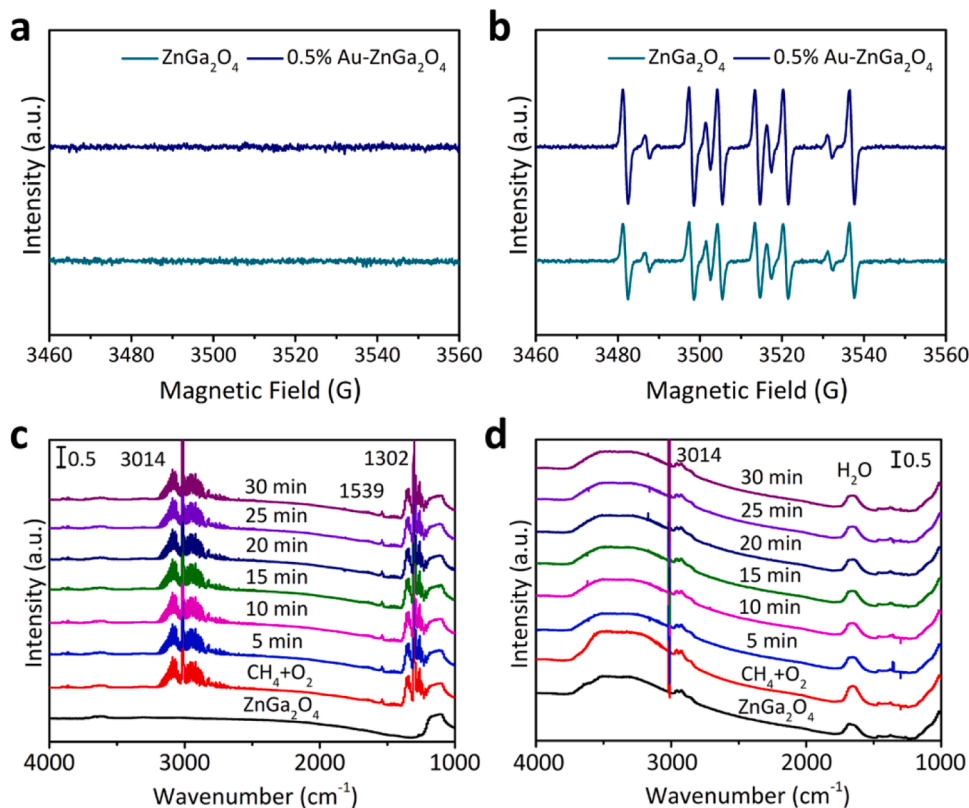 a
ZnGa₂O₄ 0.5% Au-ZnGa₂O₄
Intensity (a.u.)
3460 3480 3500 3520 3540 3560
Magnetic Field (G)
b
ZnGa₂O₄ 0.5% Au-ZnGa₂O₄
Intensity (a.u.)
3460 3480 3500 3520 3540 3560
Magnetic Field (G)
c
0.5
3014
1302
1539
30 min
25 min
20 min
15 min
10 min
5 min
CH₄+O₂
ZnGa₂O₄
Intensity (a.u.)
4000 3000 2000 1000
Wavenumber (cm⁻¹)
d
3014
0.5
H₂O
30 min
25 min
20 min
15 min
10 min
5 min
CH₄+O₂
ZnGa₂O₄
Intensity (a.u.)
4000 3000 2000 1000
Wavenumber (cm⁻¹)